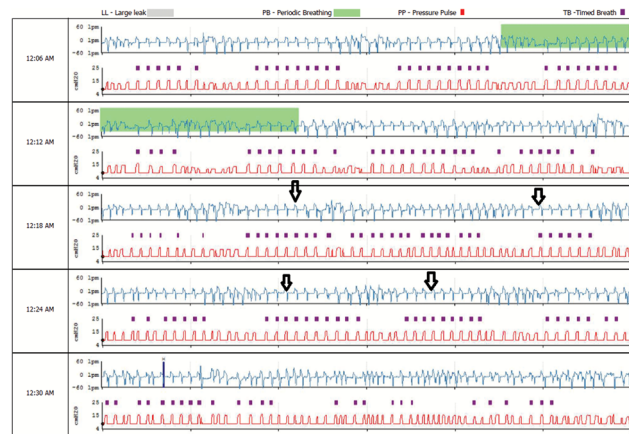 LL - Large leak PB - Periodic Breathing PP - Pressure Pulse TB -Timed Breath
60 lpm
0 lpm
-60 lpm
12:06 AM
25
15
4
cmH2O
60 lpm
0 lpm
-60 lpm
12:12 AM
25
15
4
cmH2O
60 lpm
0 lpm
-60 lpm
12:18 AM
25
15
4
cmH2O
60 lpm
0 lpm
-60 lpm
12:24 AM
25
15
4
cmH2O
60 lpm
0 lpm
-60 lpm
12:30 AM
25
15
4
cmH2O